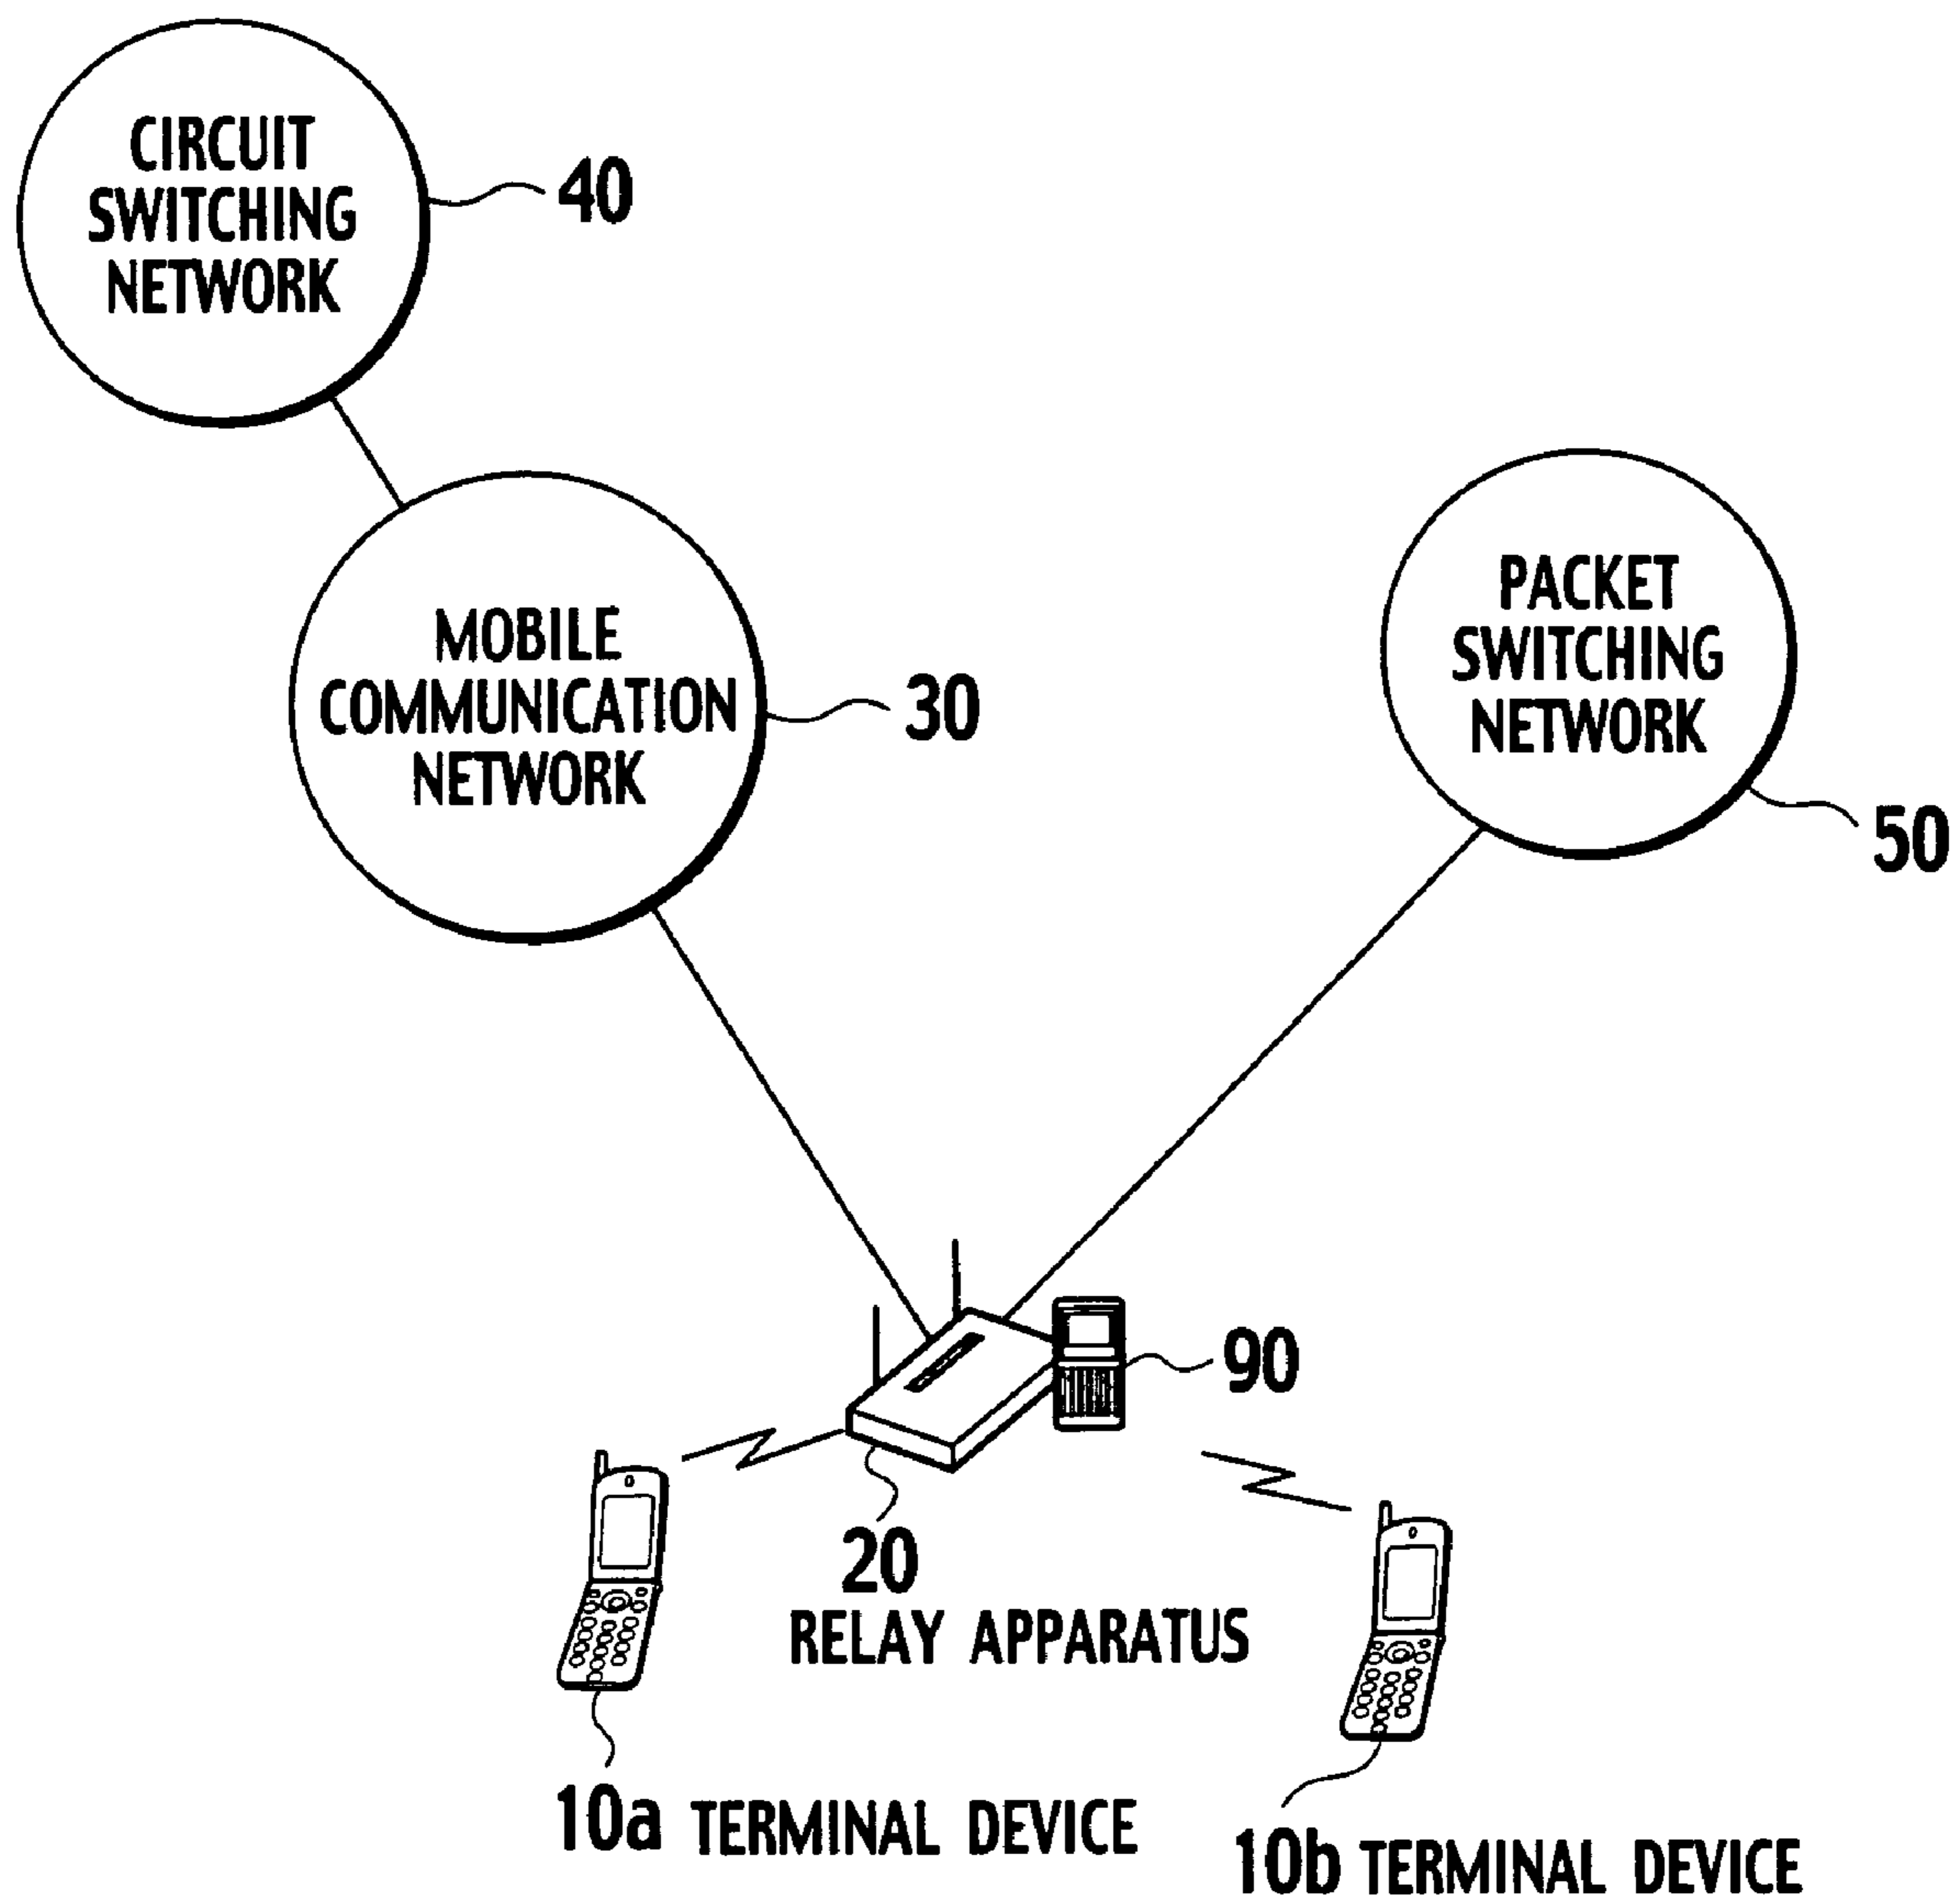 CIRCUIT
SWITCHING
NETWORK
40
MOBILE
COMMUNICATION
NETWORK
30
PACKET
SWITCHING
NETWORK
50
90
20
RELAY APPARATUS
10a TERMINAL DEVICE
10b TERMINAL DEVICE